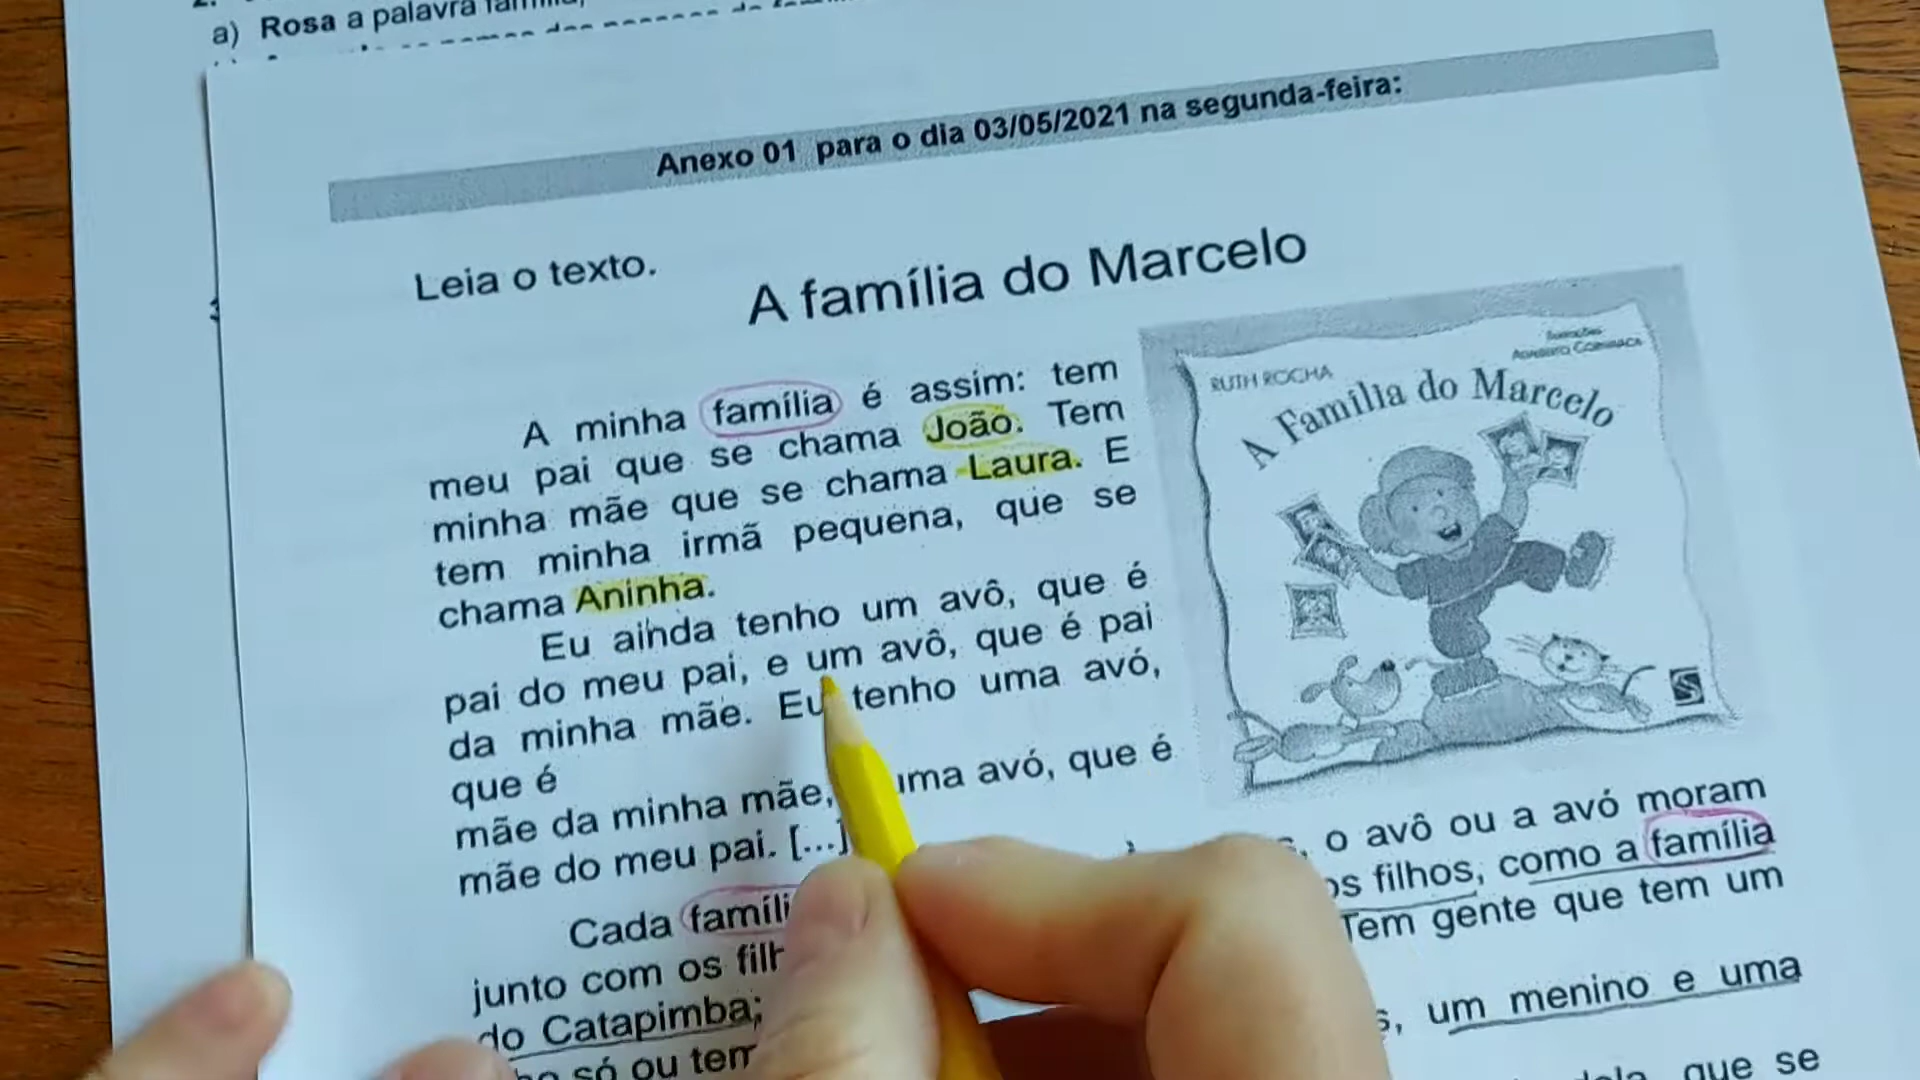 a) Rosa a palavra família,
Anexo 01 para o dia 03/05/2021 na segunda-feira:
Leia o texto.
A família do Marcelo
A minha família é assim: tem
meu pai que se chama João. Tem
minha mãe que se chama Laura. E
tem minha irmã pequena, que se
chama Aninha.
Eu ainda tenho um avô, que é
pai do meu pai, e um avô, que é pai
da minha mãe. Eu tenho uma avó,
que é
mãe da minha mãe, uma avó, que é
mãe do meu pai. [...]
RUTH ROCHA
A Família do Marcelo
Cada
o avô ou a avó moram
junto com os
os filhos, como a família
do Catapimba;
Tem gente que tem um
só ou tem
um menino e uma
que se